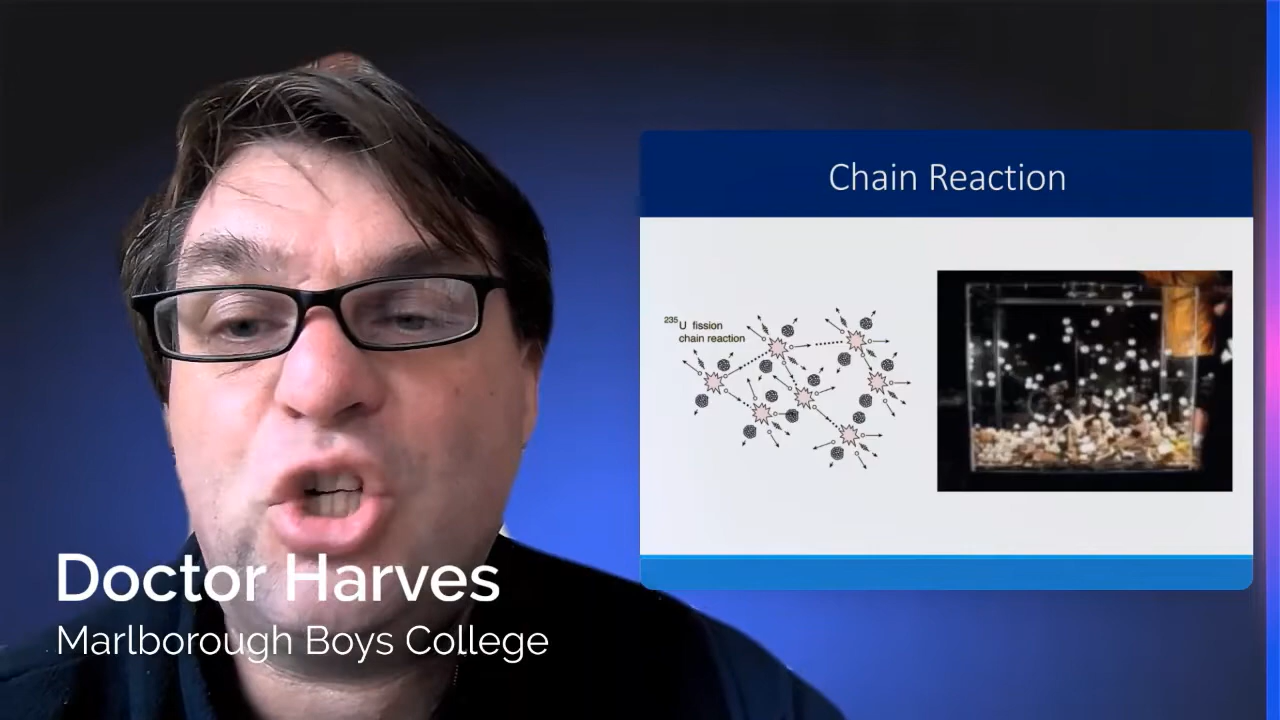 Chain Reaction
235U fission
chain reaction
Doctor Harves
Marlborough Boys College